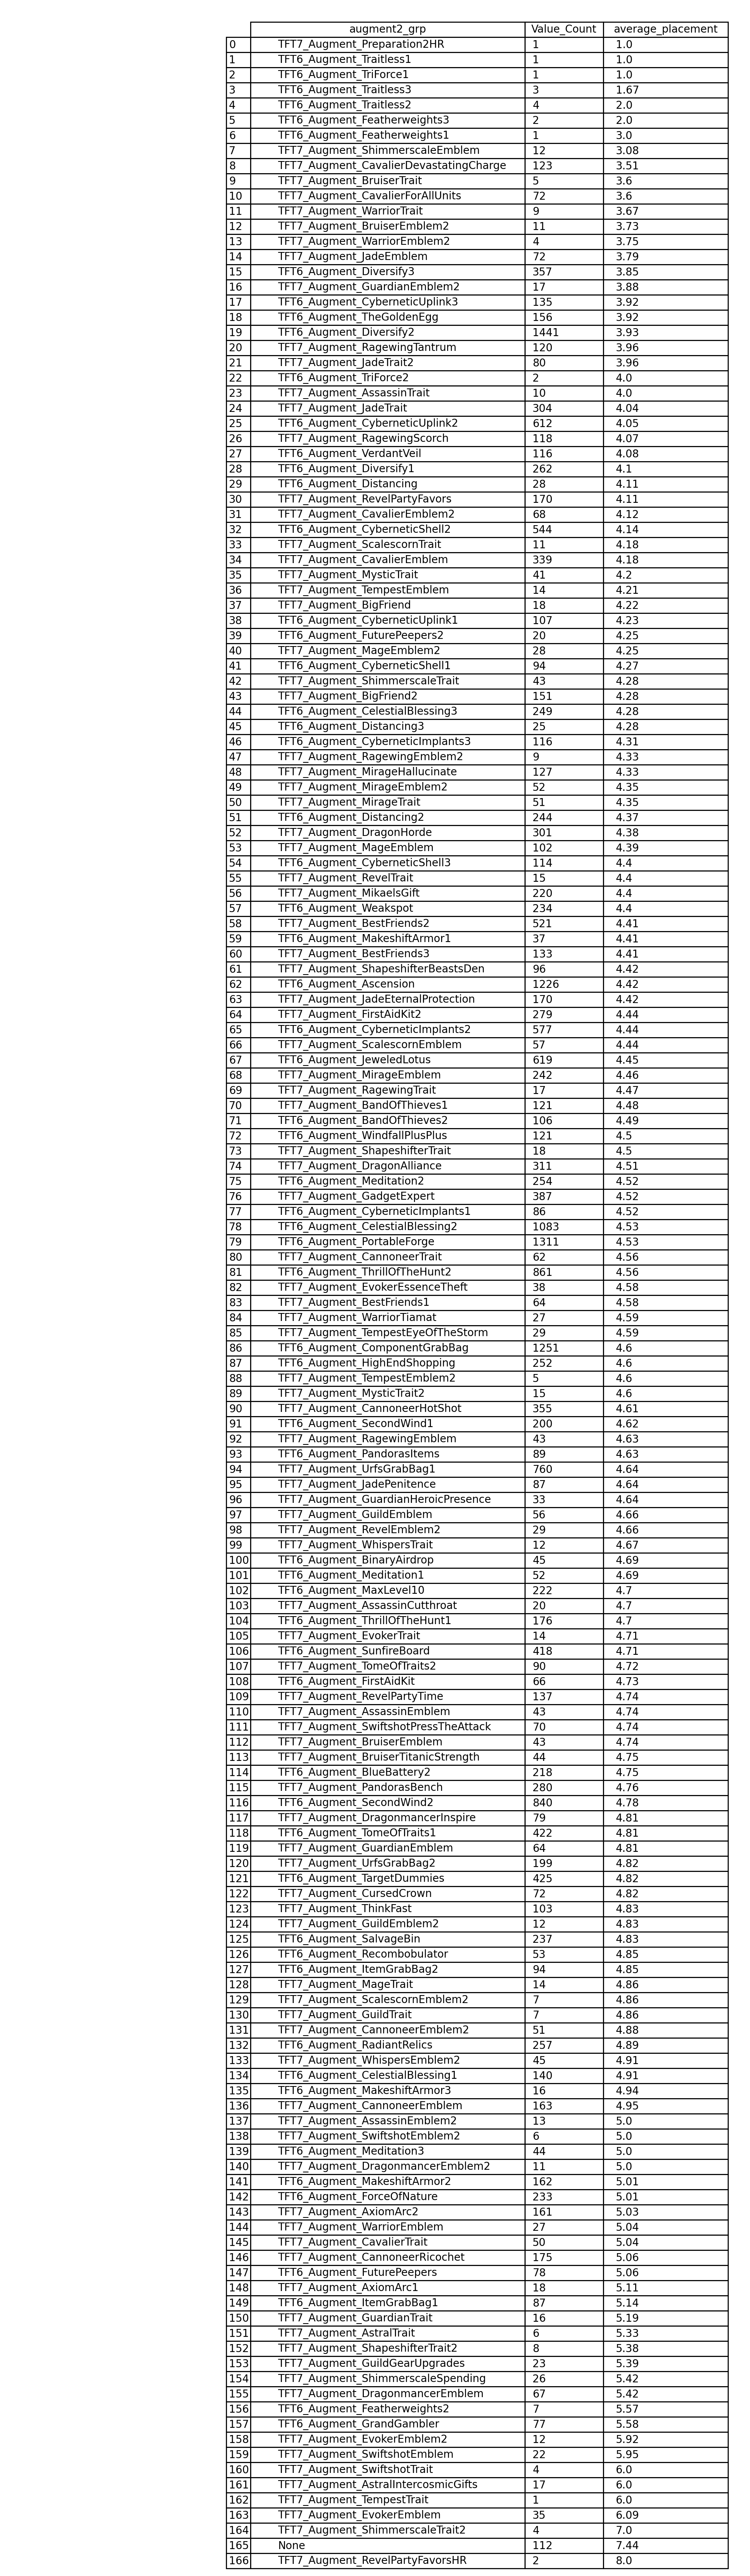 augment2_grp Value_Count average_placement
0 TFT7_Augment_Preparation2HR 1 1.0
1 TFT6_Augment_Traitless1 1 1.0
2 TFT6_Augment_TriForce1 1 1.0
3 TFT6_Augment_Traitless3 3 1.67
4 TFT6_Augment_Traitless2 4 2.0
5 TFT6_Augment_Featherweights3 2 2.0
6 TFT6_Augment_Featherweights1 1 3.0
7 TFT7_Augment_ShimmerscaleEmblem 12 3.08
8 TFT7_Augment_CavalierDevastatingCharge 123 3.51
9 TFT7_Augment_BruiserTrait 5 3.6
10 TFT7_Augment_CavalierForAllUnits 72 3.6
11 TFT7_Augment_WarriorTrait 9 3.67
12 TFT7_Augment_BruiserEmblem2 11 3.73
13 TFT7_Augment_WarriorEmblem2 4 3.75
14 TFT7_Augment_JadeEmblem 72 3.79
15 TFT6_Augment_Diversify3 357 3.85
16 TFT7_Augment_GuardianEmblem2 17 3.88
17 TFT6_Augment_CyberneticUplink3 135 3.92
18 TFT6_Augment_TheGoldenEgg 156 3.92
19 TFT6_Augment_Diversify2 1441 3.93
20 TFT7_Augment_RagewingTantrum 120 3.96
21 TFT7_Augment_JadeTrait2 80 3.96
22 TFT6_Augment_TriForce2 2 4.0
23 TFT7_Augment_AssassinTrait 10 4.0
24 TFT7_Augment_JadeTrait 304 4.04
25 TFT6_Augment_CyberneticUplink2 612 4.05
26 TFT7_Augment_RagewingScorch 118 4.07
27 TFT6_Augment_VerdantVeil 116 4.08
28 TFT6_Augment_Diversify1 262 4.1
29 TFT6_Augment_Distancing 28 4.11
30 TFT7_Augment_RevelPartyFavors 170 4.11
31 TFT7_Augment_CavalierEmblem2 68 4.12
32 TFT6_Augment_CyberneticShell2 544 4.14
33 TFT7_Augment_ScalescornTrait 11 4.18
34 TFT7_Augment_CavalierEmblem 339 4.18
35 TFT7_Augment_MysticTrait 41 4.2
36 TFT7_Augment_TempestEmblem 14 4.21
37 TFT7_Augment_BigFriend 18 4.22
38 TFT6_Augment_CyberneticUplink1 107 4.23
39 TFT6_Augment_FuturePeepers2 20 4.25
40 TFT7_Augment_MageEmblem2 28 4.25
41 TFT6_Augment_CyberneticShell1 94 4.27
42 TFT7_Augment_ShimmerscaleTrait 43 4.28
43 TFT7_Augment_BigFriend2 151 4.28
44 TFT6_Augment_CelestialBlessing3 249 4.28
45 TFT6_Augment_Distancing3 25 4.28
46 TFT6_Augment_CyberneticImplants3 116 4.31
47 TFT7_Augment_RagewingEmblem2 9 4.33
48 TFT7_Augment_MirageHallucinate 127 4.33
49 TFT7_Augment_MirageEmblem2 52 4.35
50 TFT7_Augment_MirageTrait 51 4.35
51 TFT6_Augment_Distancing2 244 4.37
52 TFT7_Augment_DragonHorde 301 4.38
53 TFT7_Augment_MageEmblem 102 4.39
54 TFT6_Augment_CyberneticShell3 114 4.4
55 TFT7_Augment_RevelTrait 15 4.4
56 TFT7_Augment_MikaelsGift 220 4.4
57 TFT6_Augment_Weakspot 234 4.4
58 TFT7_Augment_BestFriends2 521 4.41
59 TFT6_Augment_MakeshiftArmor1 37 4.41
60 TFT7_Augment_BestFriends3 133 4.41
61 TFT7_Augment_ShapeshifterBeastsDen 96 4.42
62 TFT6_Augment_Ascension 1226 4.42
63 TFT7_Augment_JadeEternalProtection 170 4.42
64 TFT7_Augment_FirstAidKit2 279 4.44
65 TFT6_Augment_CyberneticImplants2 577 4.44
66 TFT7_Augment_ScalescornEmblem 57 4.44
67 TFT6_Augment_JeweledLotus 619 4.45
68 TFT7_Augment_MirageEmblem 242 4.46
69 TFT7_Augment_RagewingTrait 17 4.47
70 TFT7_Augment_BandOfThieves1 121 4.48
71 TFT6_Augment_BandOfThieves2 106 4.49
72 TFT6_Augment_WindfallPlusPlus 121 4.5
73 TFT7_Augment_ShapeshifterTrait 18 4.5
74 TFT7_Augment_DragonAlliance 311 4.51
75 TFT6_Augment_Meditation2 254 4.52
76 TFT7_Augment_GadgetExpert 387 4.52
77 TFT6_Augment_CyberneticImplants1 86 4.52
78 TFT6_Augment_CelestialBlessing2 1083 4.53
79 TFT6_Augment_PortableForge 1311 4.53
80 TFT7_Augment_CannoneerTrait 62 4.56
81 TFT6_Augment_ThrillOfTheHunt2 861 4.56
82 TFT7_Augment_EvokerEssenceTheft 38 4.58
83 TFT7_Augment_BestFriends1 64 4.58
84 TFT7_Augment_WarriorTiamat 27 4.59
85 TFT7_Augment_TempestEyeOfTheStorm 29 4.59
86 TFT6_Augment_ComponentGrabBag 1251 4.6
87 TFT6_Augment_HighEndShopping 252 4.6
88 TFT7_Augment_TempestEmblem2 5 4.6
89 TFT7_Augment_MysticTrait2 15 4.6
90 TFT7_Augment_CannoneerHotShot 355 4.61
91 TFT6_Augment_SecondWind1 200 4.62
92 TFT7_Augment_RagewingEmblem 43 4.63
93 TFT6_Augment_PandorasItems 89 4.63
94 TFT7_Augment_UrfsGrabBag1 760 4.64
95 TFT7_Augment_JadePenitence 87 4.64
96 TFT7_Augment_GuardianHeroicPresence 33 4.64
97 TFT7_Augment_GuildEmblem 56 4.66
98 TFT7_Augment_RevelEmblem2 29 4.66
99 TFT7_Augment_WhispersTrait 12 4.67
100 TFT6_Augment_BinaryAirdrop 45 4.69
101 TFT6_Augment_Meditation1 52 4.69
102 TFT6_Augment_MaxLevel10 222 4.7
103 TFT7_Augment_AssassinCutthroat 20 4.7
104 TFT6_Augment_ThrillOfTheHunt1 176 4.7
105 TFT7_Augment_EvokerTrait 14 4.71
106 TFT6_Augment_SunfireBoard 418 4.71
107 TFT7_Augment_TomeOfTraits2 90 4.72
108 TFT6_Augment_FirstAidKit 66 4.73
109 TFT7_Augment_RevelPartyTime 137 4.74
110 TFT7_Augment_AssassinEmblem 43 4.74
111 TFT7_Augment_SwiftshotPressTheAttack 70 4.74
112 TFT7_Augment_BruiserEmblem 43 4.74
113 TFT7_Augment_BruiserTitanicStrength 44 4.75
114 TFT6_Augment_BlueBattery2 218 4.75
115 TFT7_Augment_PandorasBench 280 4.76
116 TFT6_Augment_SecondWind2 840 4.78
117 TFT7_Augment_DragonmancerInspire 79 4.81
118 TFT6_Augment_TomeOfTraits1 422 4.81
119 TFT7_Augment_GuardianEmblem 64 4.81
120 TFT7_Augment_UrfsGrabBag2 199 4.82
121 TFT6_Augment_TargetDummies 425 4.82
122 TFT7_Augment_CursedCrown 72 4.82
123 TFT7_Augment_ThinkFast 103 4.83
124 TFT7_Augment_GuildEmblem2 12 4.83
125 TFT6_Augment_SalvageBin 237 4.83
126 TFT6_Augment_Recombobulator 53 4.85
127 TFT6_Augment_ItemGrabBag2 94 4.85
128 TFT7_Augment_MageTrait 14 4.86
129 TFT7_Augment_ScalescornEmblem2 7 4.86
130 TFT7_Augment_GuildTrait 7 4.86
131 TFT7_Augment_CannoneerEmblem2 51 4.88
132 TFT6_Augment_RadiantRelics 257 4.89
133 TFT7_Augment_WhispersEmblem2 45 4.91
134 TFT6_Augment_CelestialBlessing1 140 4.91
135 TFT6_Augment_MakeshiftArmor3 16 4.94
136 TFT7_Augment_CannoneerEmblem 163 4.95
137 TFT7_Augment_AssassinEmblem2 13 5.0
138 TFT7_Augment_SwiftshotEmblem2 6 5.0
139 TFT6_Augment_Meditation3 44 5.0
140 TFT7_Augment_DragonmancerEmblem2 11 5.0
141 TFT6_Augment_MakeshiftArmor2 162 5.01
142 TFT6_Augment_ForceOfNature 233 5.01
143 TFT7_Augment_AxiomArc2 161 5.03
144 TFT7_Augment_WarriorEmblem 27 5.04
145 TFT7_Augment_CavalierTrait 50 5.04
146 TFT7_Augment_CannoneerRicochet 175 5.06
147 TFT6_Augment_FuturePeepers 78 5.06
148 TFT7_Augment_AxiomArc1 18 5.11
149 TFT6_Augment_ItemGrabBag1 87 5.14
150 TFT7_Augment_GuardianTrait 16 5.19
151 TFT7_Augment_AstralTrait 6 5.33
152 TFT7_Augment_ShapeshifterTrait2 8 5.38
153 TFT7_Augment_GuildGearUpgrades 23 5.39
154 TFT7_Augment_ShimmerscaleSpending 26 5.42
155 TFT7_Augment_DragonmancerEmblem 67 5.42
156 TFT6_Augment_Featherweights2 7 5.57
157 TFT6_Augment_GrandGambler 77 5.58
158 TFT7_Augment_EvokerEmblem2 12 5.92
159 TFT7_Augment_SwiftshotEmblem 22 5.95
160 TFT7_Augment_SwiftshotTrait 4 6.0
161 TFT7_Augment_AstralIntercosmicGifts 17 6.0
162 TFT7_Augment_TempestTrait 1 6.0
163 TFT7_Augment_EvokerEmblem 35 6.09
164 TFT7_Augment_ShimmerscaleTrait2 4 7.0
165 None 112 7.44
166 TFT7_Augment_RevelPartyFavorsHR 2 8.0